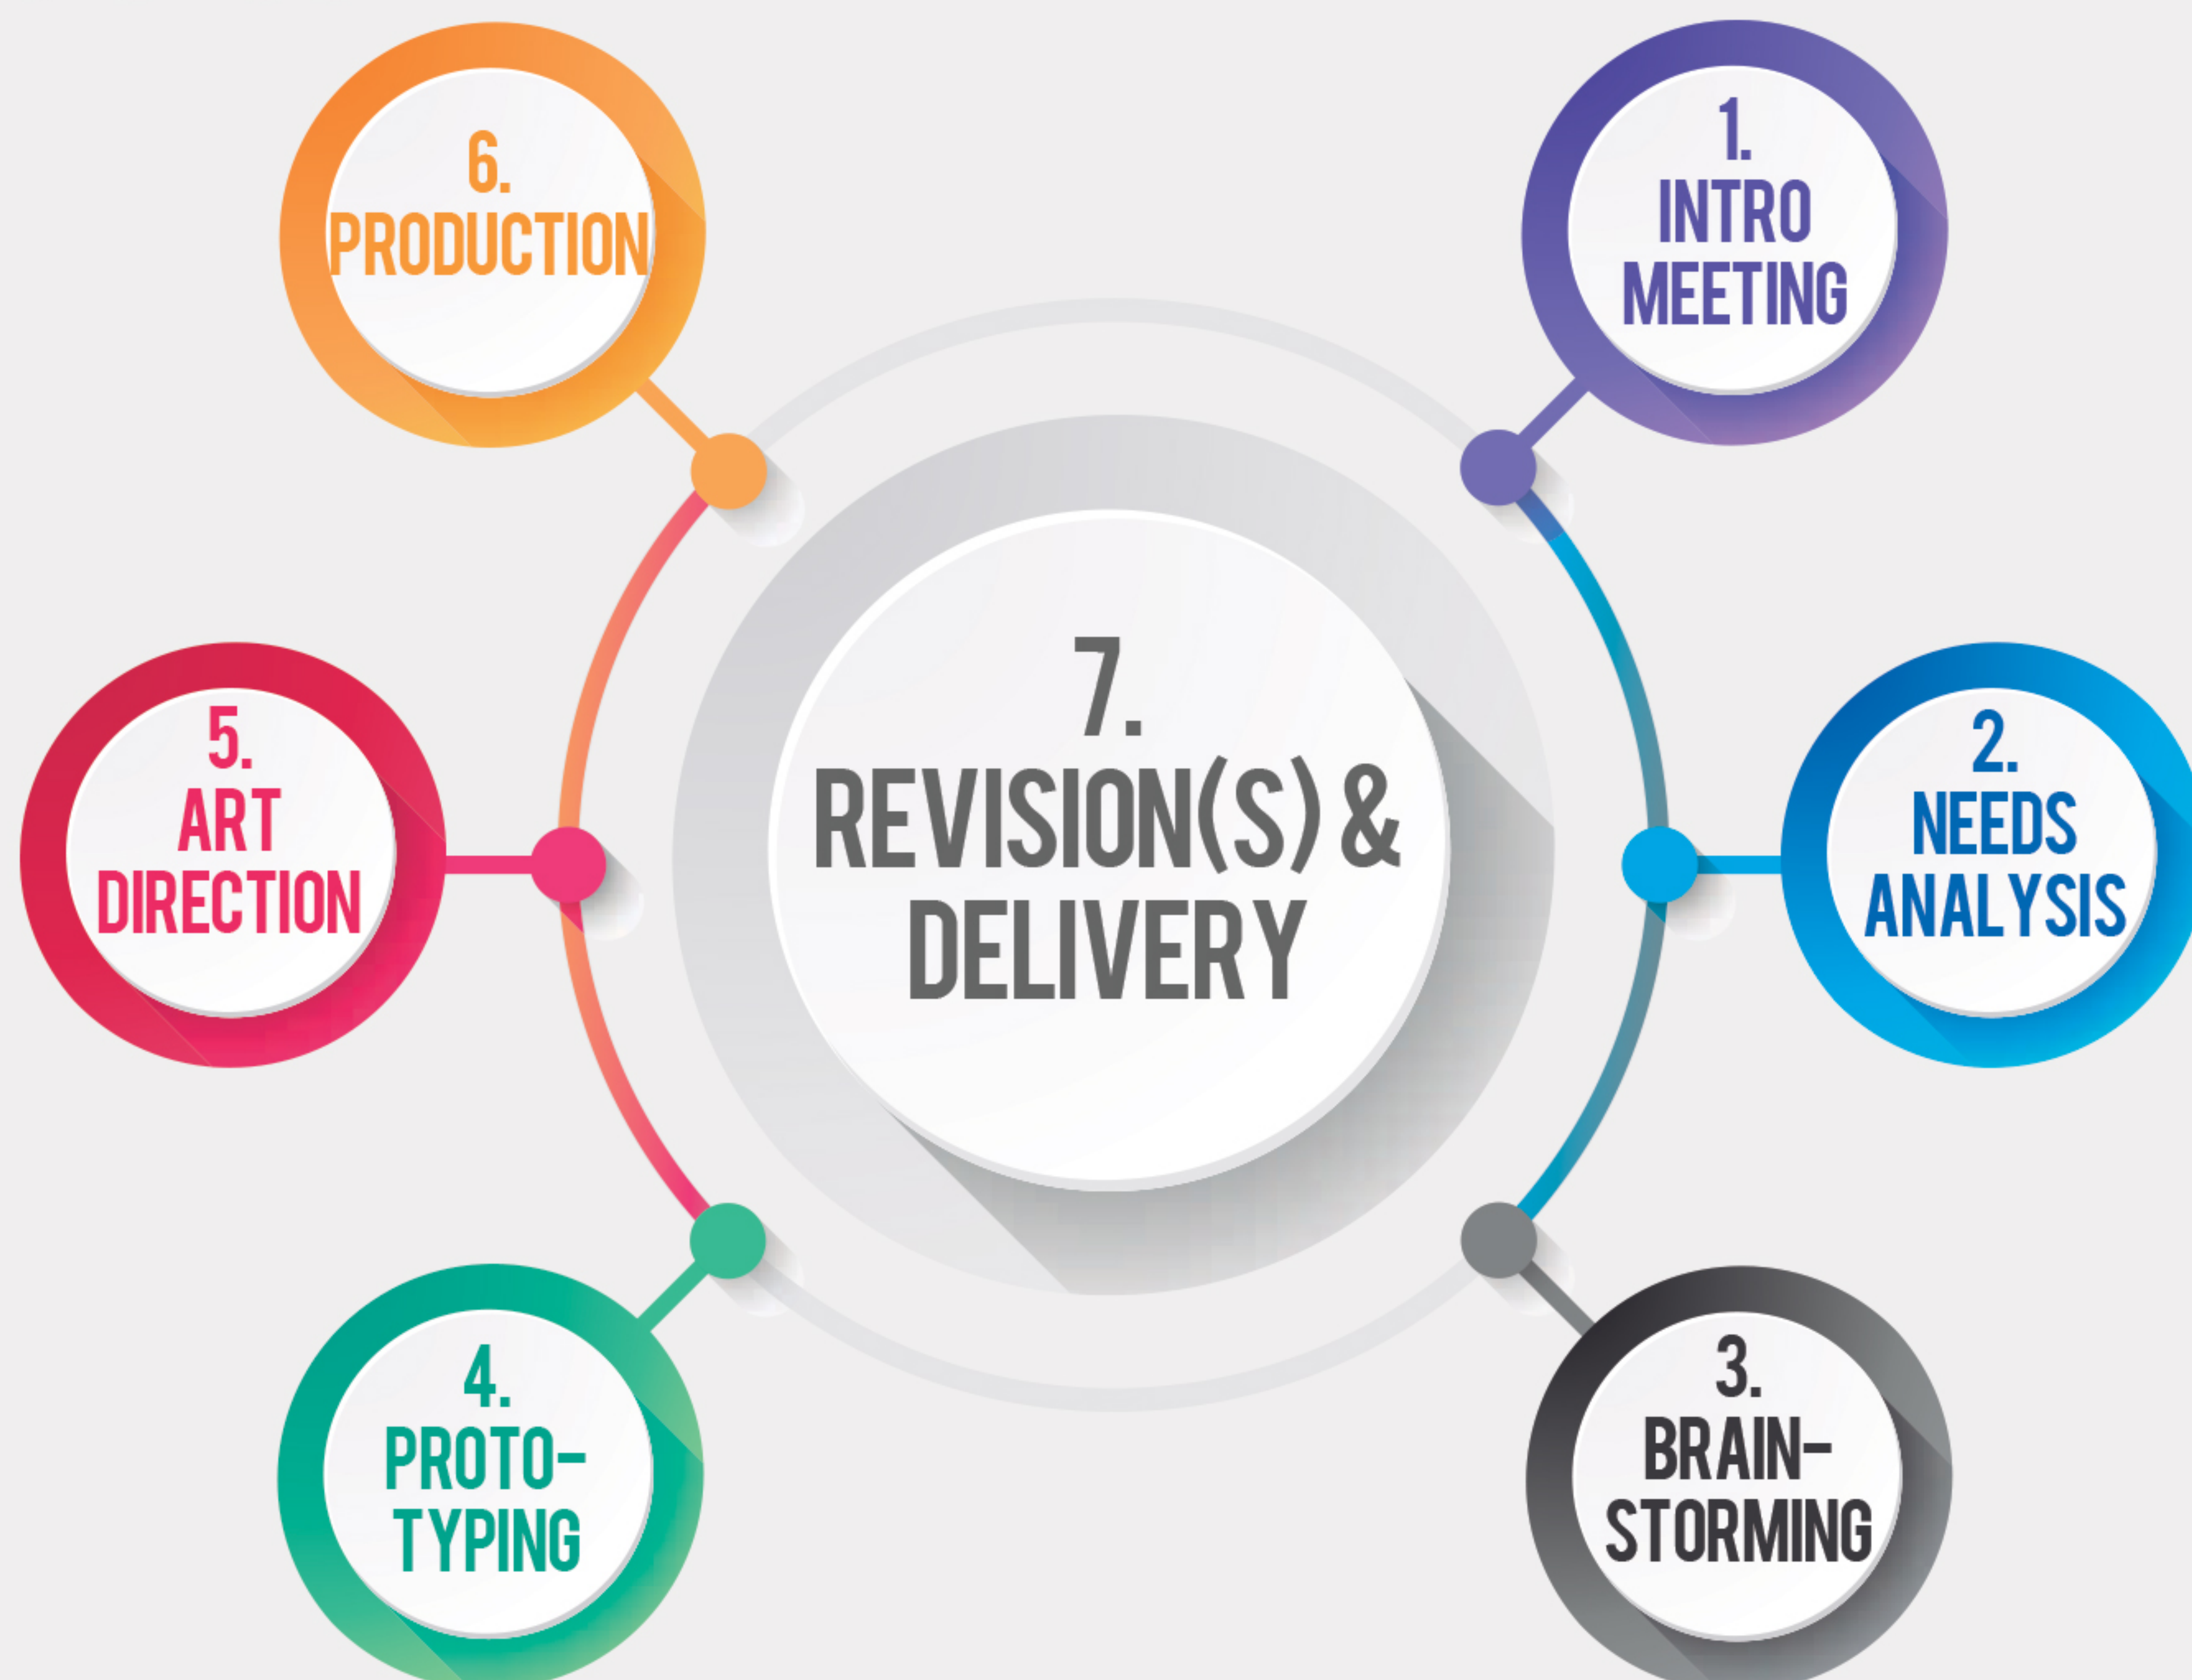 1.
INTRO
MEETING
2.
NEEDS
ANALYSIS
3.
BRAIN-
STORMING
4.
PROTO-
TYPING
5.
ART
DIRECTION
6.
PRODUCTION
7.
REVISION(S) &
DELIVERY